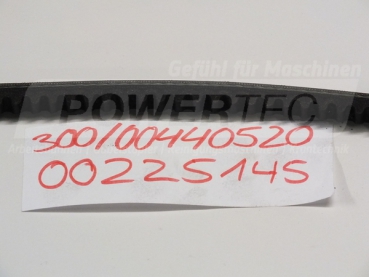 Gefühl für Maschinen
POWERTEC
300/00440520
00225145